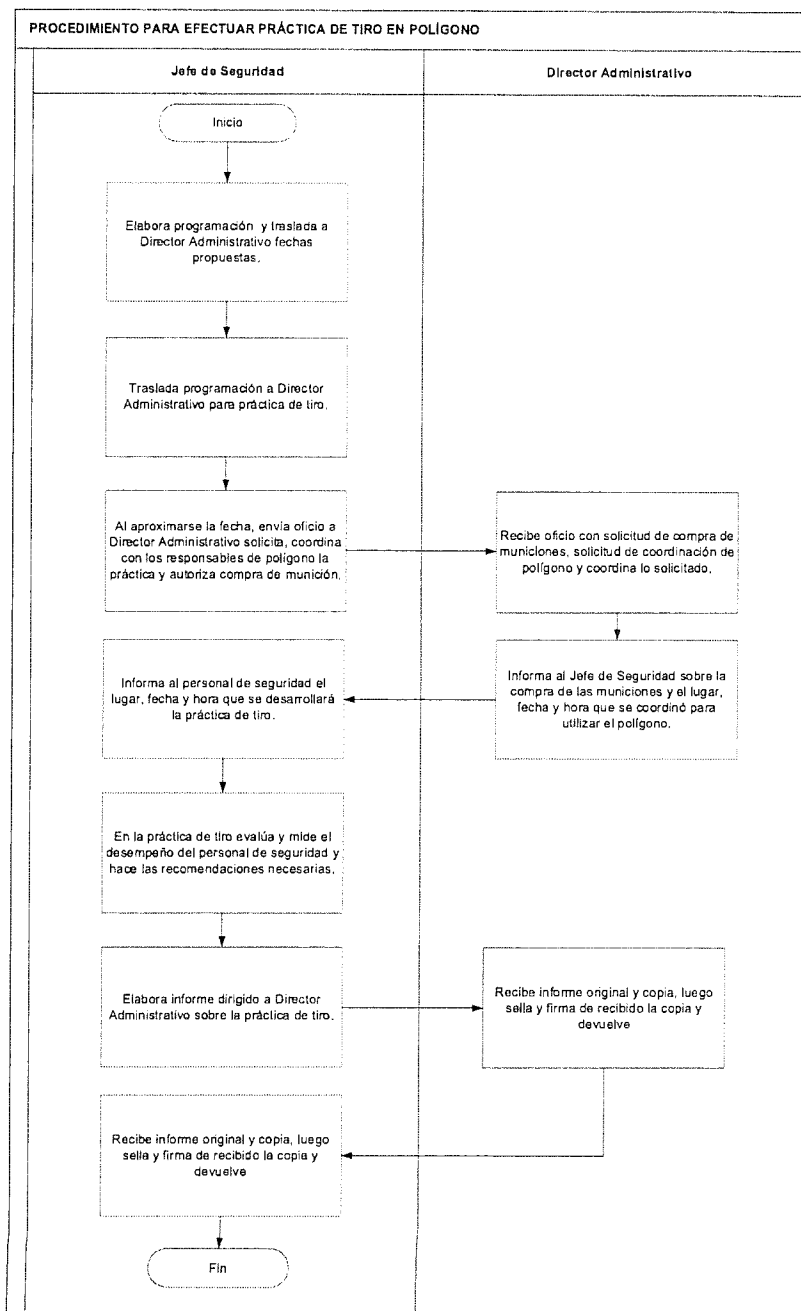 PROCEDIMIENTO PARA EFECTUAR PRÁCTICA DE TIRO EN POLÍGONO
Jefe de Seguridad
Director Administrativo
Inicio
Elabora programación y traslada a
Director Administrativo fechas
propuestas.
Traslada programación a Director
Administrativo para práctica de tiro.
Al aproximarse la fecha, envía oficio a
Director Administrativo solicita, coordina
con los responsables de polígono la
práctica y autoriza compra de munición.
Recibe oficio con solicitud de compra de
municiones, solicitud de coordinación de
polígono y coordina lo solicitado.
Informa al Jefe de Seguridad sobre la
compra de las municiones y el lugar,
fecha y hora que se coordinó para
utilizar el polígono.
Informa al personal de seguridad el
lugar, fecha y hora que se desarrollará
la práctica de tiro.
En la práctica de tiro evalúa y mide el
desempeño del personal de seguridad y
hace las recomendaciones necesarias.
Elabora informe dirigido a Director
Administrativo sobre la práctica de tiro.
Recibe informe original y copia, luego
sella y firma de recibido la copia y
devuelve
Recibe informe original y copia, luego
sella y firma de recibido la copia y
devuelve
Fin